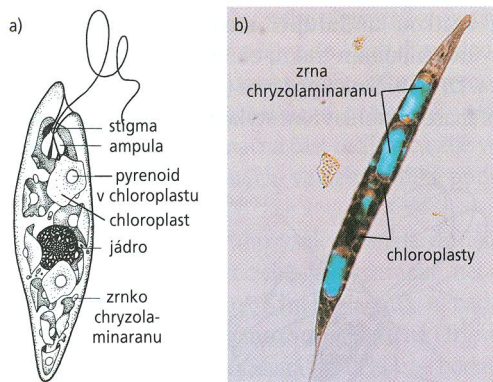 a)
stigma
ampula
pyrenoid
v chloroplastu
chloroplast
jádro
zrnko
chryzola-
minaranu
b)
zrna
chryzolaminaranu
chloroplasty